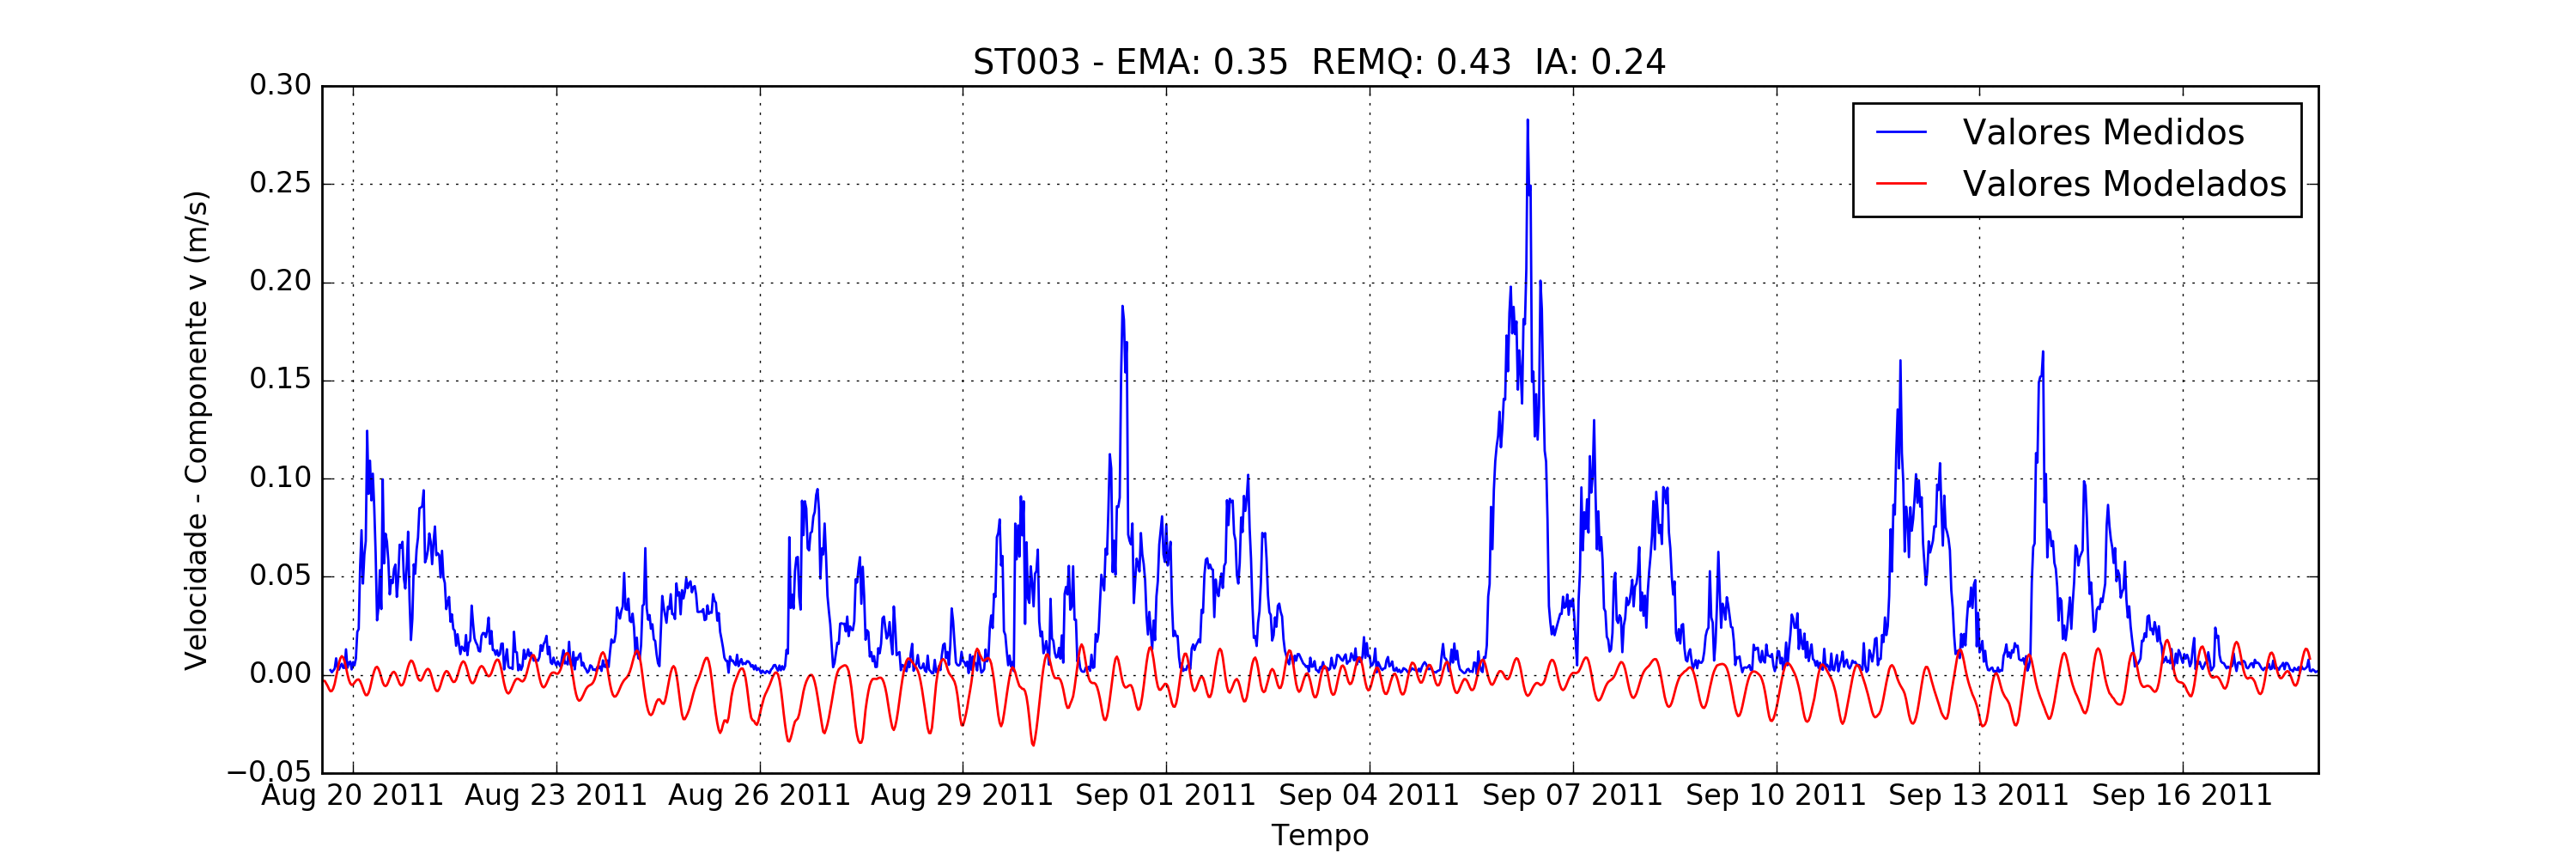 ST003 - EMA: 0.35  REMQ: 0.43  IA: 0.24
0.30
0.25
0.20
0.15
0.10
0.05
0.00
−0.05
Velocidade - Componente v (m/s)
Valores Medidos
Valores Modelados
Aug 20 2011 Aug 23 2011 Aug 26 2011 Aug 29 2011 Sep 01 2011 Sep 04 2011 Sep 07 2011 Sep 10 2011 Sep 13 2011 Sep 16 2011
Tempo